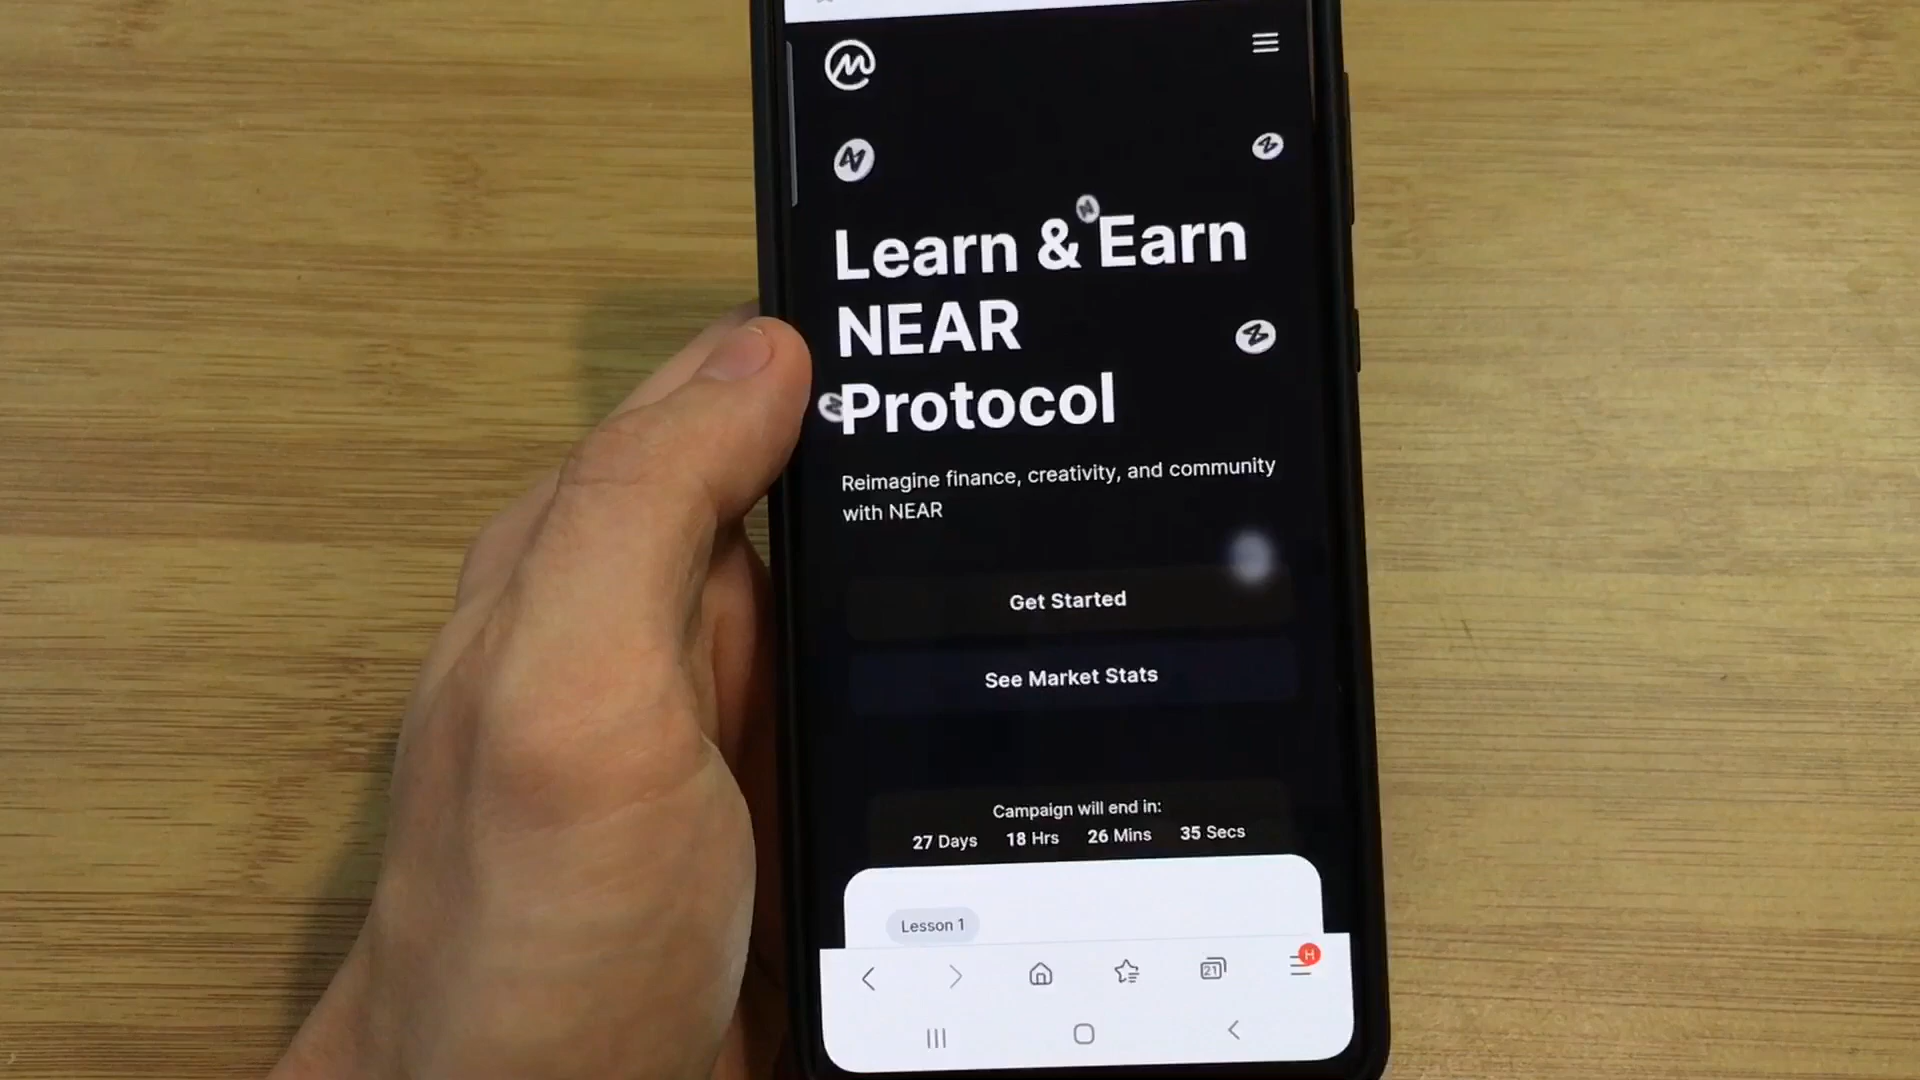 Learn & Earn
NEAR
Protocol
Reimagine finance, creativity, and community
with NEAR
Get Started
See Market Stats
Campaign will end in:
27 Days 18 Hrs 26 Mins 35 Secs
Lesson 1
21
H